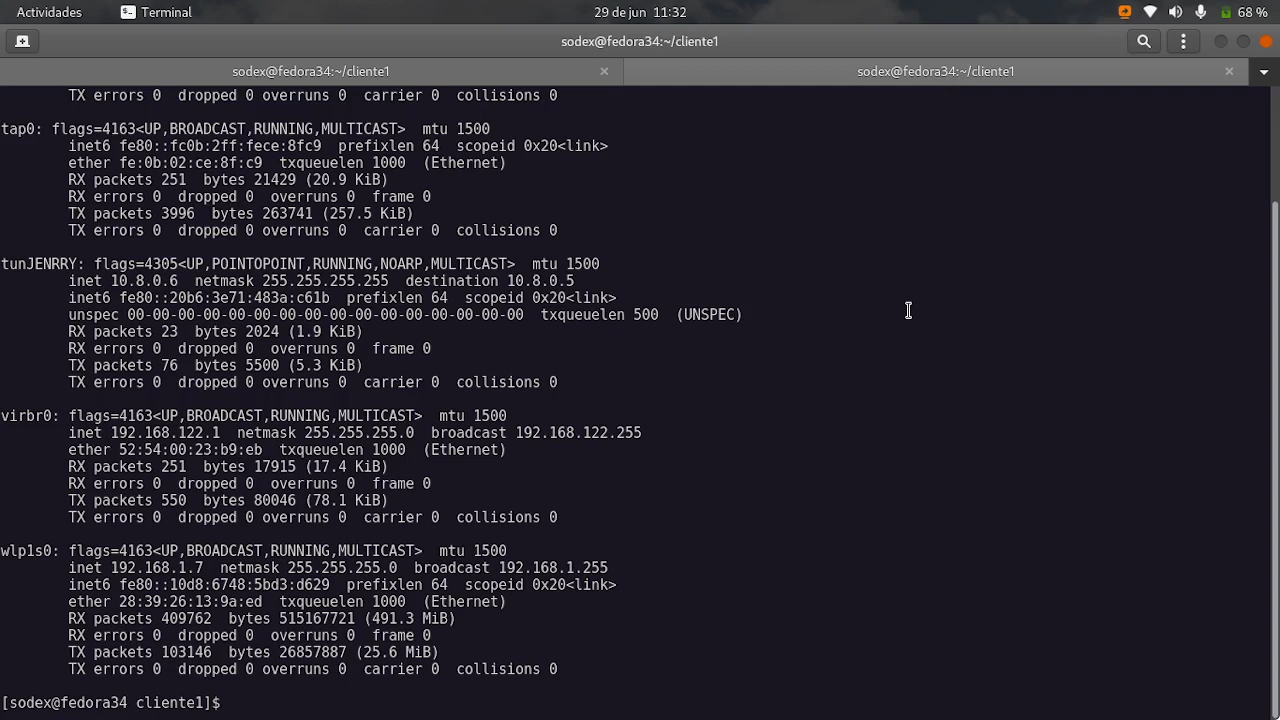 Actividades Terminal 29 de jun 11:32 68 %
sodex@fedora34:~/cliente1
sodex@fedora34:~/cliente1 sodex@fedora34:~/cliente1
TX errors 0 dropped 0 overruns 0 carrier 0 collisions 0
tap0: flags=4163<UP,BROADCAST,RUNNING,MULTICAST> mtu 1500
inet6 fe80::fc0b:2ff:fece:8fc9 prefixlen 64 scopeid 0x20<link>
ether fe:0b:02:ce:8f:c9 txqueuelen 1000 (Ethernet)
RX packets 251 bytes 21429 (20.9 KiB)
RX errors 0 dropped 0 overruns 0 frame 0
TX packets 3996 bytes 263741 (257.5 KiB)
TX errors 0 dropped 0 overruns 0 carrier 0 collisions 0
tunJENRRY: flags=4305<UP,POINTOPOINT,RUNNING,NOARP,MULTICAST> mtu 1500
inet 10.8.0.6 netmask 255.255.255.255 destination 10.8.0.5
inet6 fe80::20b6:3e71:483a:c61b prefixlen 64 scopeid 0x20<link>
unspec 00-00-00-00-00-00-00-00-00-00-00-00-00-00-00-00 txqueuelen 500 (UNSPEC)
RX packets 23 bytes 2024 (1.9 KiB)
RX errors 0 dropped 0 overruns 0 frame 0
TX packets 76 bytes 5500 (5.3 KiB)
TX errors 0 dropped 0 overruns 0 carrier 0 collisions 0
virbr0: flags=4163<UP,BROADCAST,RUNNING,MULTICAST> mtu 1500
inet 192.168.122.1 netmask 255.255.255.0 broadcast 192.168.122.255
ether 52:54:00:23:b9:eb txqueuelen 1000 (Ethernet)
RX packets 251 bytes 17915 (17.4 KiB)
RX errors 0 dropped 0 overruns 0 frame 0
TX packets 550 bytes 80046 (78.1 KiB)
TX errors 0 dropped 0 overruns 0 carrier 0 collisions 0
wlp1s0: flags=4163<UP,BROADCAST,RUNNING,MULTICAST> mtu 1500
inet 192.168.1.7 netmask 255.255.255.0 broadcast 192.168.1.255
inet6 fe80::10d8:6748:5bd3:d629 prefixlen 64 scopeid 0x20<link>
ether 28:39:26:13:9a:ed txqueuelen 1000 (Ethernet)
RX packets 409762 bytes 515167721 (491.3 MiB)
RX errors 0 dropped 0 overruns 0 frame 0
TX packets 103146 bytes 26857887 (25.6 MiB)
TX errors 0 dropped 0 overruns 0 carrier 0 collisions 0
[sodex@fedora34 cliente1]$